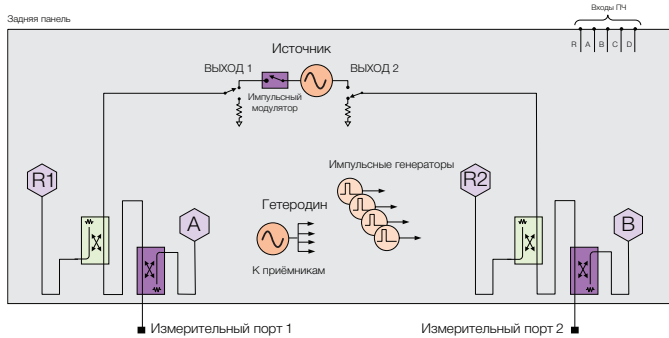 Входы ПЧ
Задняя панель
R A B C D
Источник
ВЫХОД 1
ВЫХОД 2
Импульсный
модулятор
Импульсные генераторы
R1
R2
Гетеродин
A
B
К приёмникам
Измерительный порт 1
Измерительный порт 2